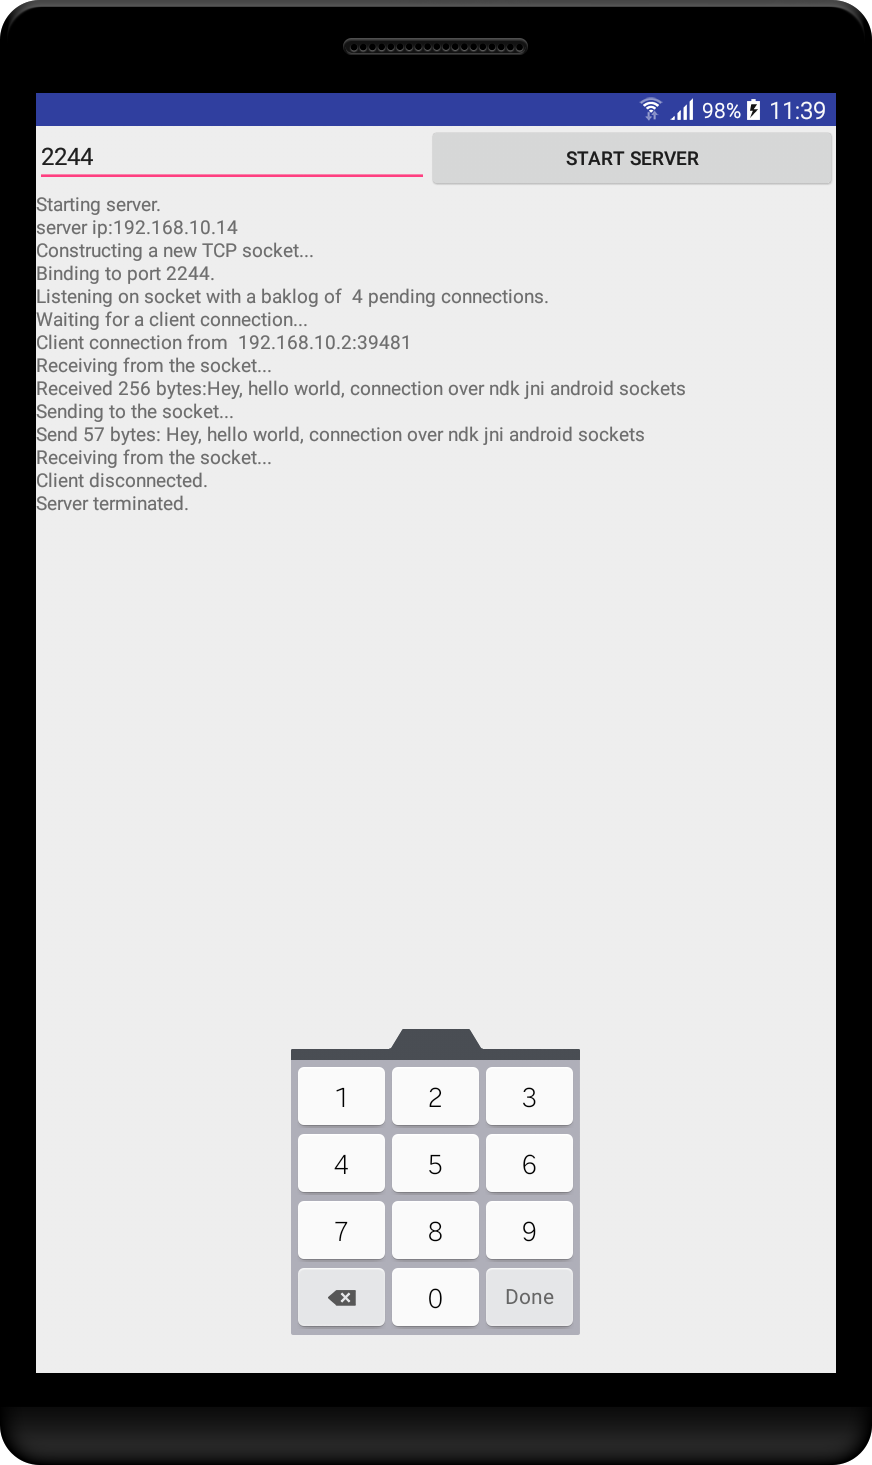 98% 11:39
2244 START SERVER
Starting server.
server ip:192.168.10.14
Constructing a new TCP socket...
Binding to port 2244.
Listening on socket with a baklog of  4 pending connections.
Waiting for a client connection...
Client connection from  192.168.10.2:39481
Receiving from the socket...
Received 256 bytes:Hey, hello world, connection over ndk jni android sockets
Sending to the socket...
Send 57 bytes: Hey, hello world, connection over ndk jni android sockets
Receiving from the socket...
Client disconnected.
Server terminated.
1 2 3
4 5 6
7 8 9
0 Done